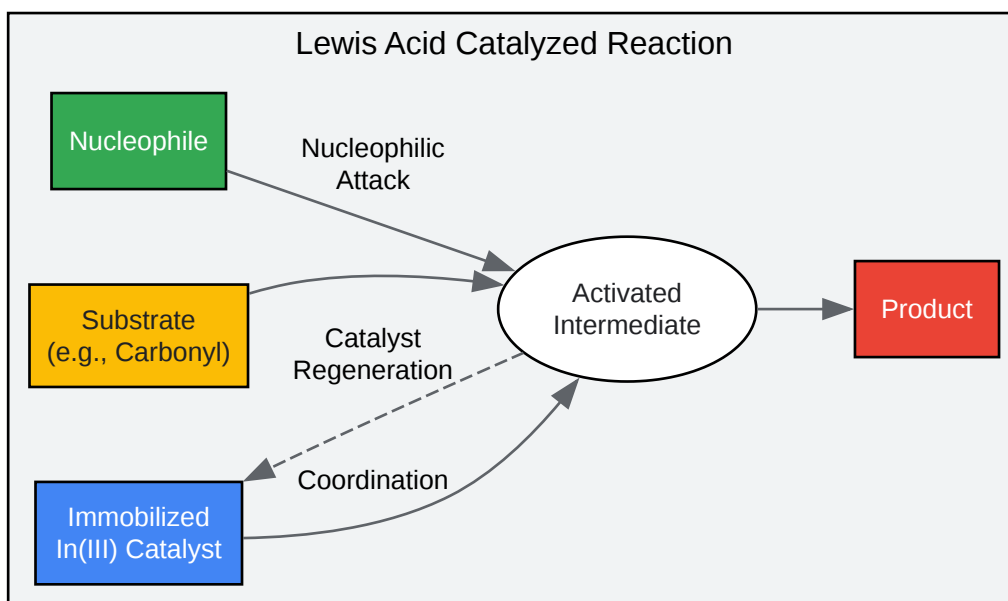 Lewis Acid Catalyzed Reaction
Nucleophile
Nucleophilic
Attack
Substrate
(e.g., Carbonyl)
Activated
Intermediate
Product
Catalyst
Regeneration
Coordination
Immobilized
In(III) Catalyst